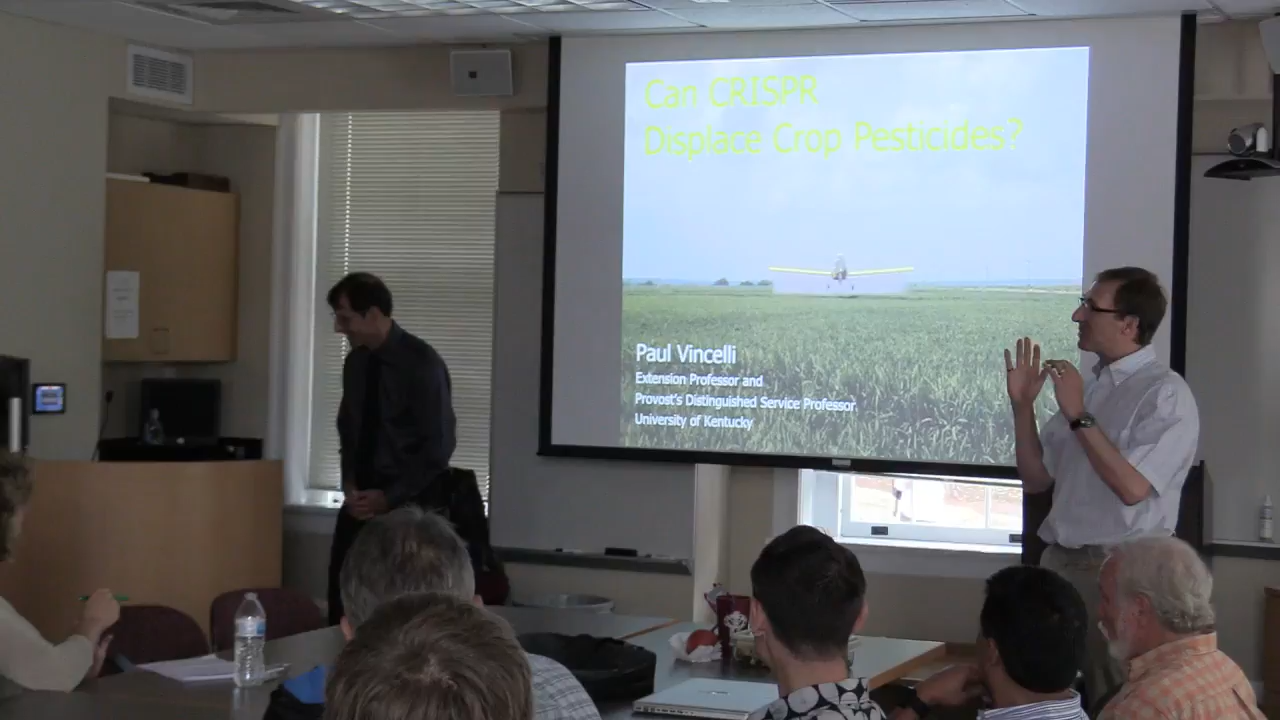 Can CRISPR
Displace Crop Pesticides?
Paul Vincelli
Extension Professor and
Provost's Distinguished Service Professor
University of Kentucky